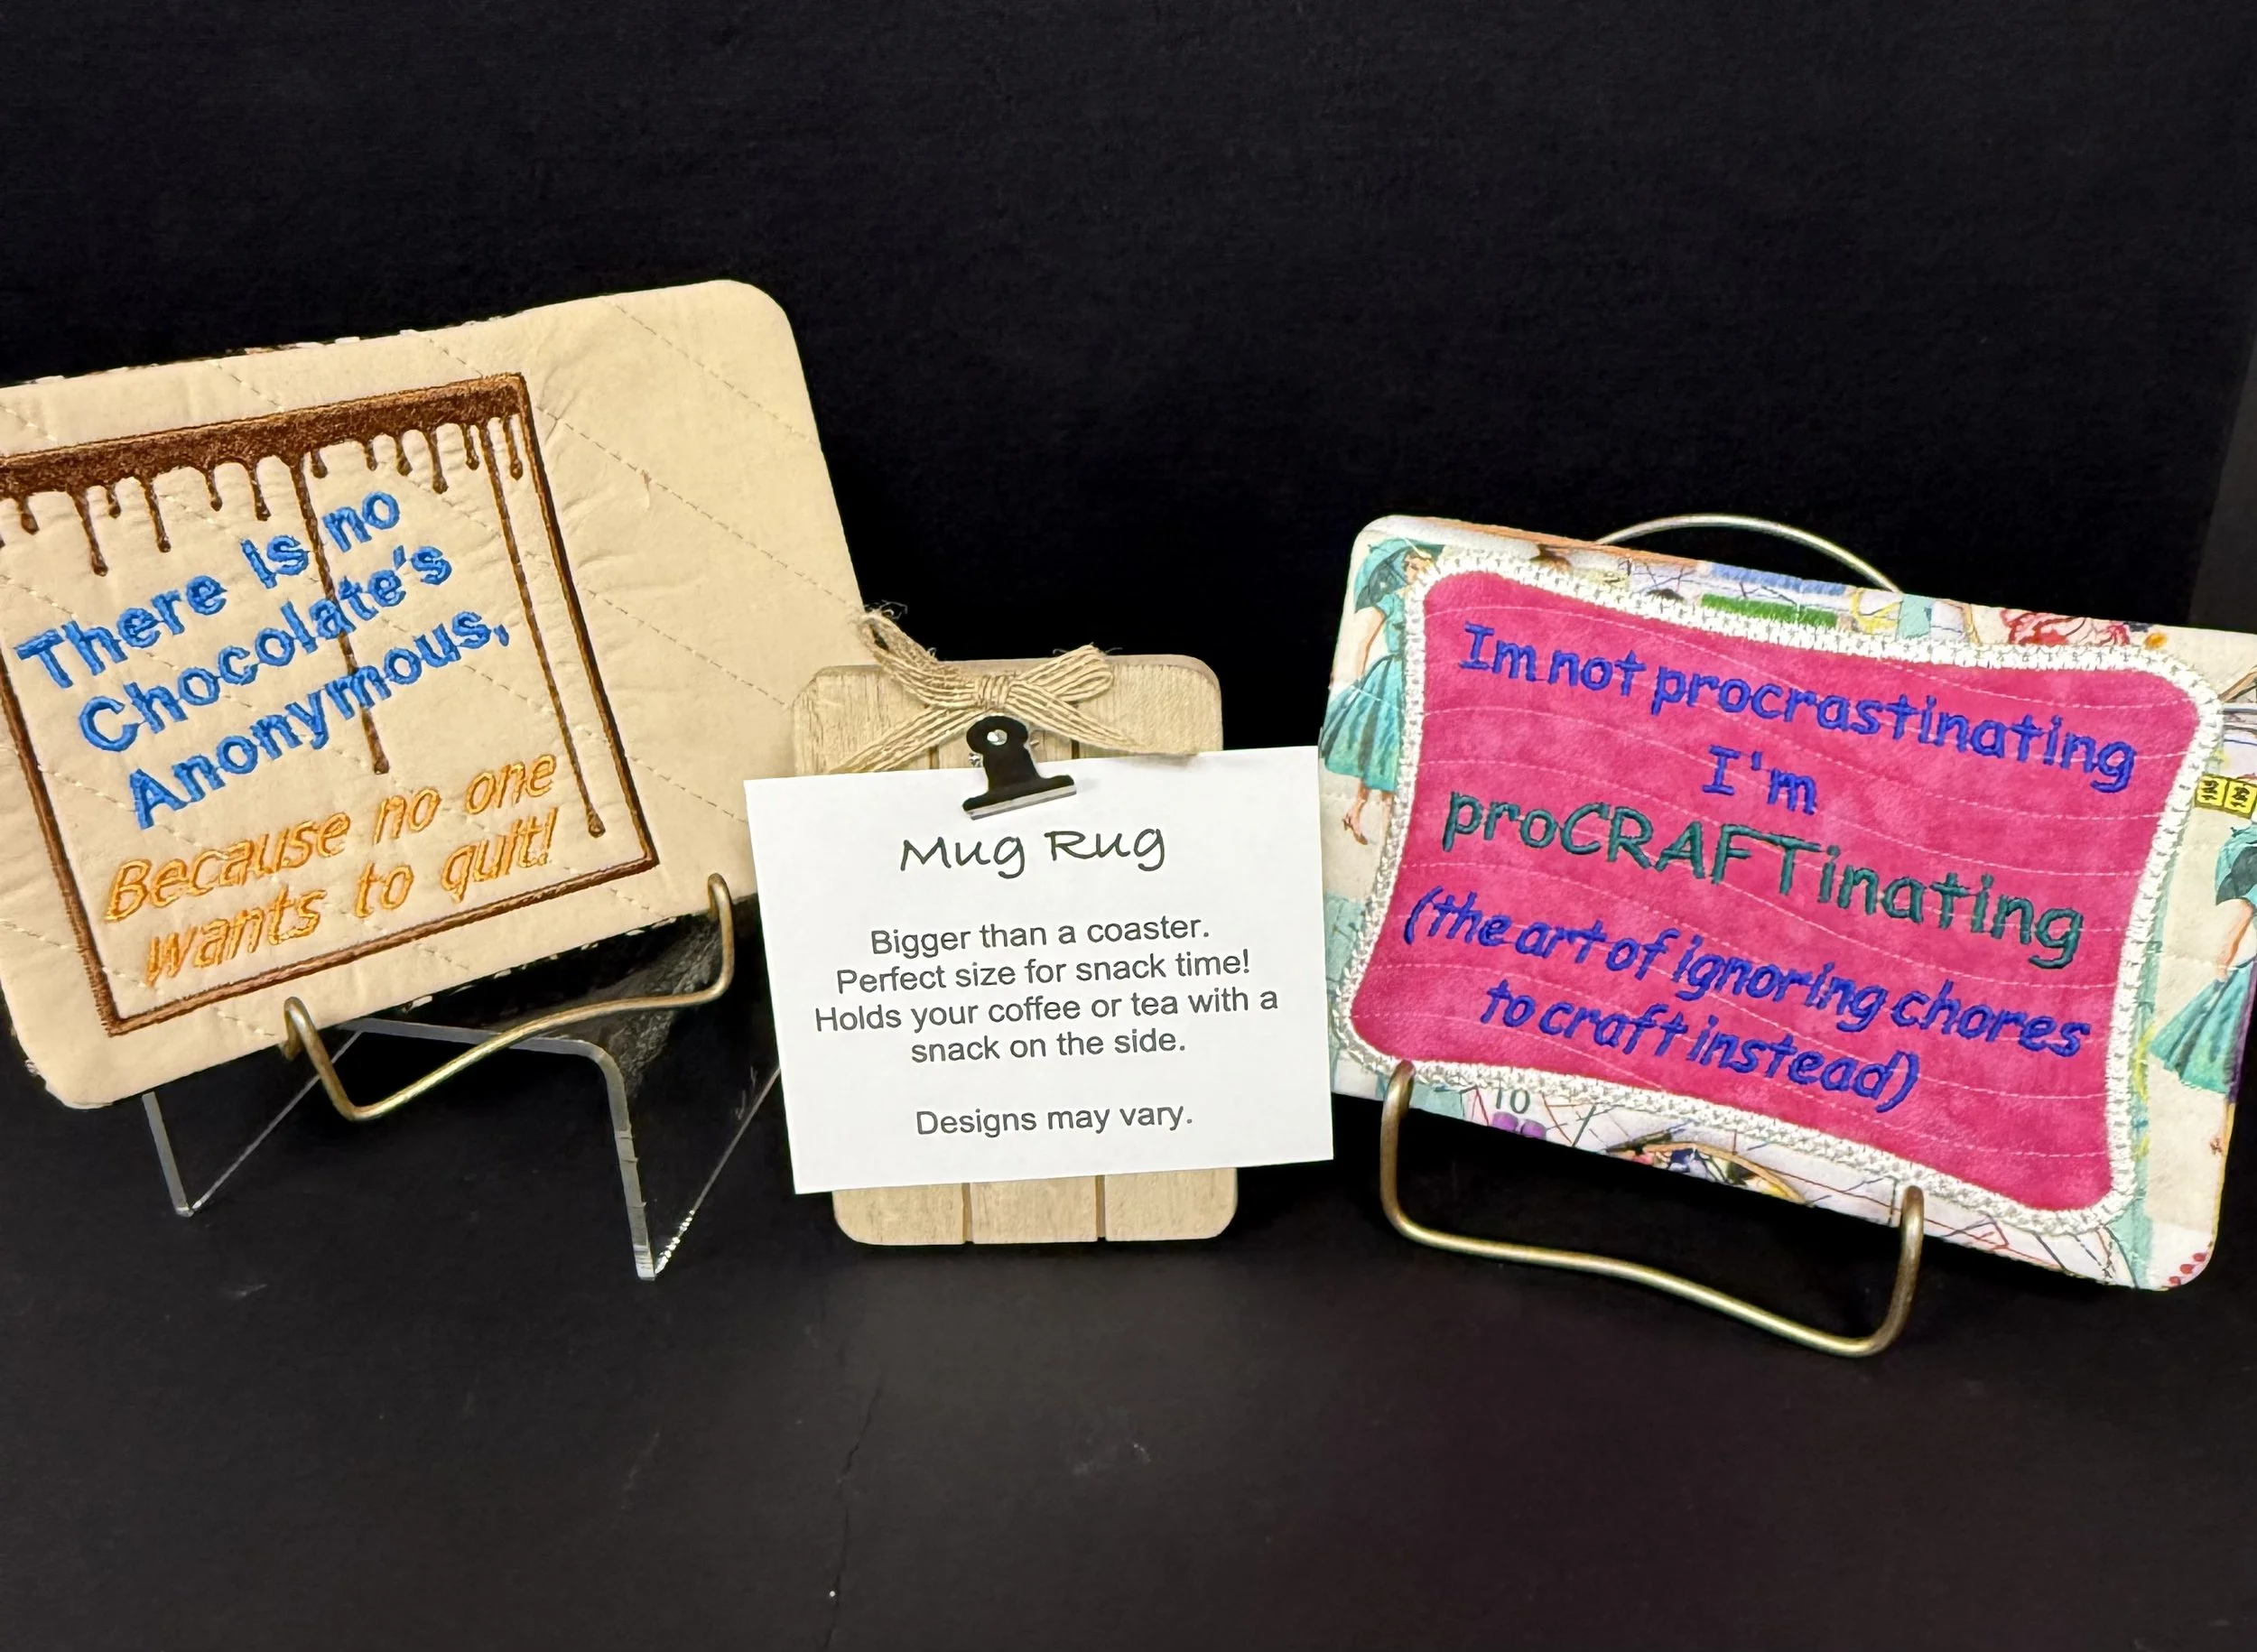 There is no
Chocolate's
Anonymous,
Because no one
wants to quit!
Mug Rug
Bigger than a coaster.
Perfect size for snack time!
Holds your coffee or tea with a
snack on the side.
Designs may vary.
Im not procrastinating
I'm
proCRAFTinating
(the art of ignoring chores
to craft instead)
10